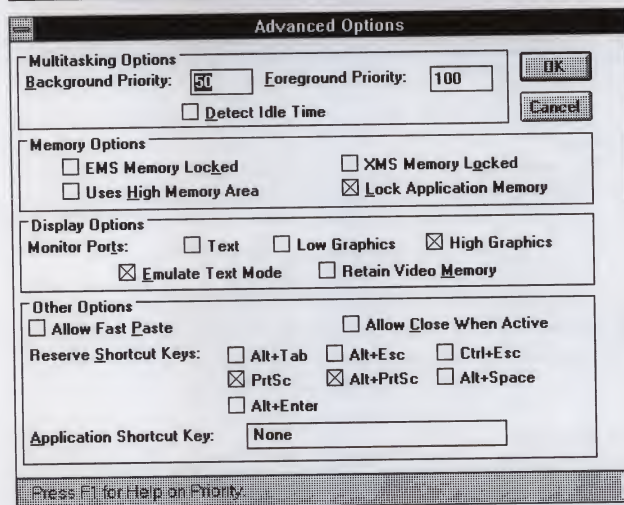 Advanced Options
Multitasking Options
Background Priority: 50 Foreground Priority: 100
OK
Detect Idle Time
Cancel
Memory Options
EMS Memory Locked XMS Memory Locked
Uses High Memory Area Lock Application Memory
Display Options
Monitor Ports: Text Low Graphics High Graphics
Emulate Text Mode Retain Video Memory
Other Options
Allow Fast Paste Allow Close When Active
Reserve Shortcut Keys: Alt+Tab Alt+Esc Ctrl+Esc
PrtSc Alt+PrtSc Alt+Space
Alt+Enter
Application Shortcut Key: None
Press F1 for Help on Priority.